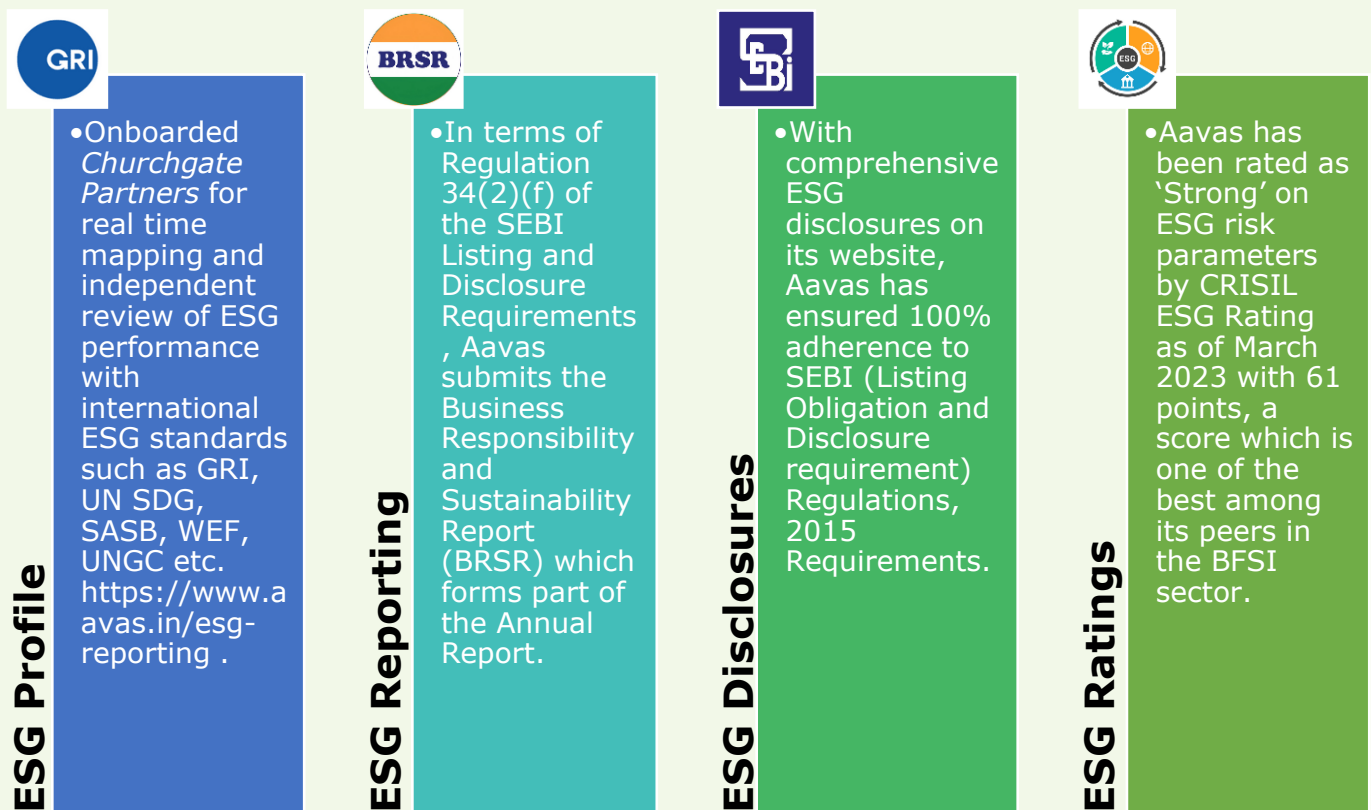 GRI
ESG Profile
•Onboarded
Churchgate
Partners for
real time
mapping and
independent
review of ESG
performance
with
international
ESG standards
such as GRI,
UN SDG,
SASB, WEF,
UNGC etc.
https://www.a
avas.in/esg-
reporting .
BRSR
ESG Reporting
•In terms of
Regulation
34(2)(f) of
the SEBI
Listing and
Disclosure
Requirements
, Aavas
submits the
Business
Responsibility
and
Sustainability
Report
(BRSR) which
forms part of
the Annual
Report.
SEBi
ESG Disclosures
•With
comprehensive
ESG
disclosures on
its website,
Aavas has
ensured 100%
adherence to
SEBI (Listing
Obligation and
Disclosure
requirement)
Regulations,
2015
Requirements.
ESG
ESG Ratings
•Aavas has
been rated as
‘Strong’ on
ESG risk
parameters
by CRISIL
ESG Rating
as of March
2023 with 61
points, a
score which is
one of the
best among
its peers in
the BFSI
sector.